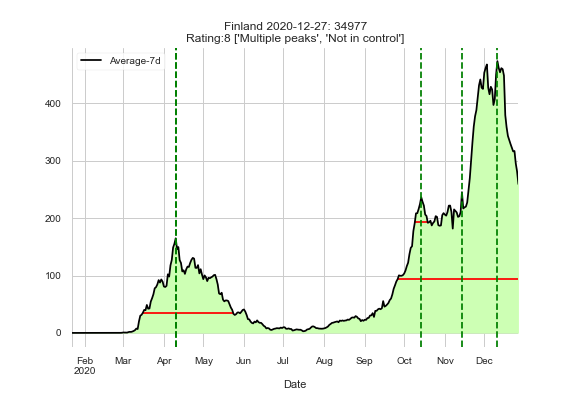 Finland 2020-12-27: 34977
Rating:8 ['Multiple peaks', 'Not in control']
Average-7d
400
300
200
100
0
Feb Mar Apr May Jun Jul Aug Sep Oct Nov Dec
2020
Date